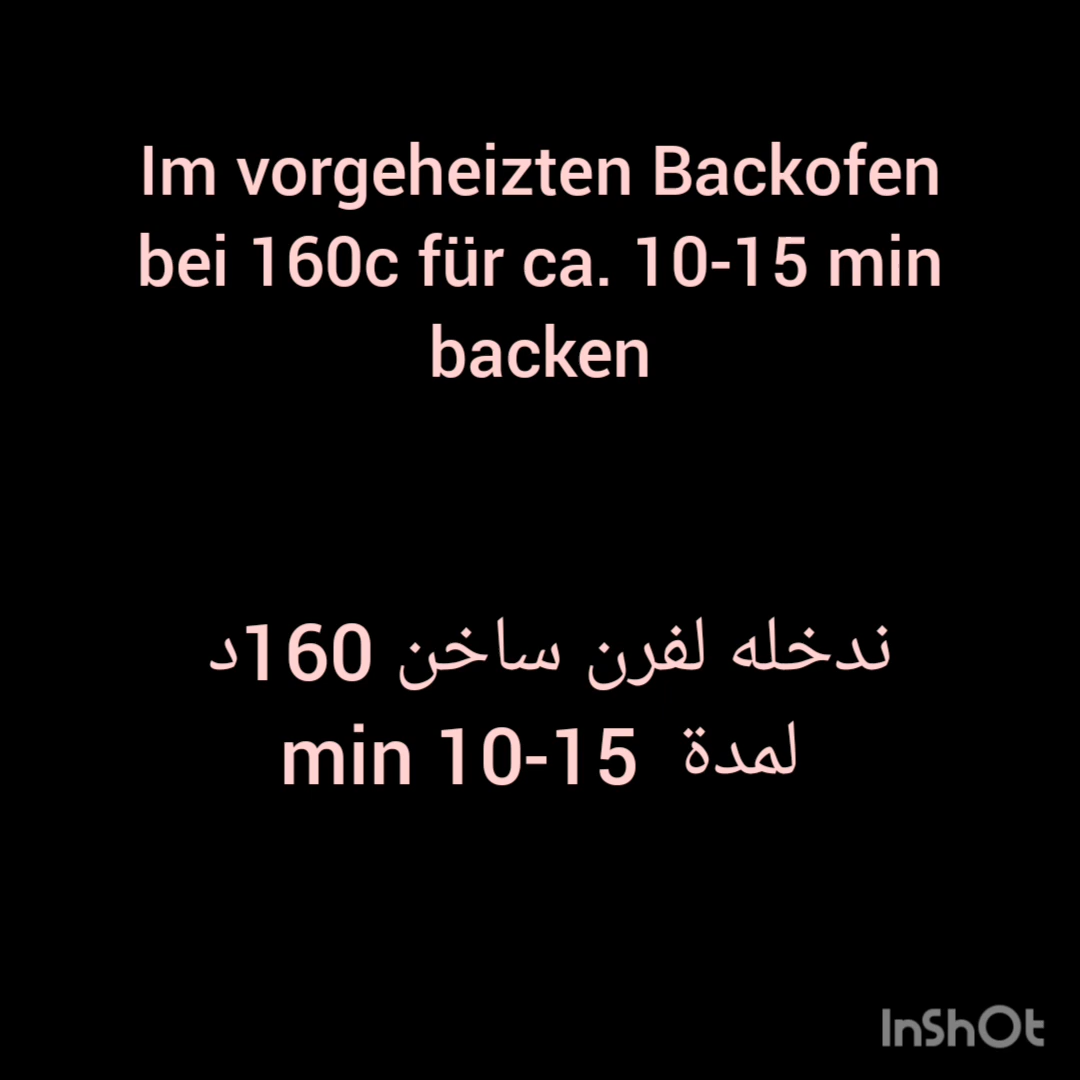 Im vorgeheizten Backofen
bei 160c für ca. 10-15 min
backen
ندخله لفرن ساخن 160د
لمدة  10-15 min
InShOt